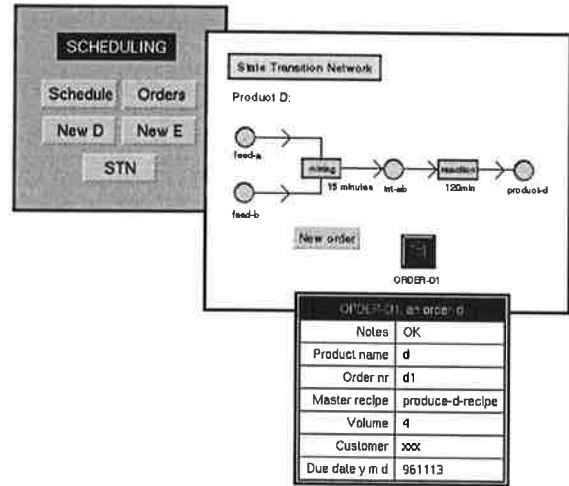 SCHEDULING
Schedule Orders
New D New E
STN
State Transition Network
Product D:
feed-a
mixing
15 minutes
int-ab
reaction
120min
product-d
feed-b
New order
ORDER-D1
ORDER-D1, an order-d
Notes OK
Product name d
Order nr d1
Master recipe produce-d-recipe
Volume 4
Customer xxx
Due date y m d 961113